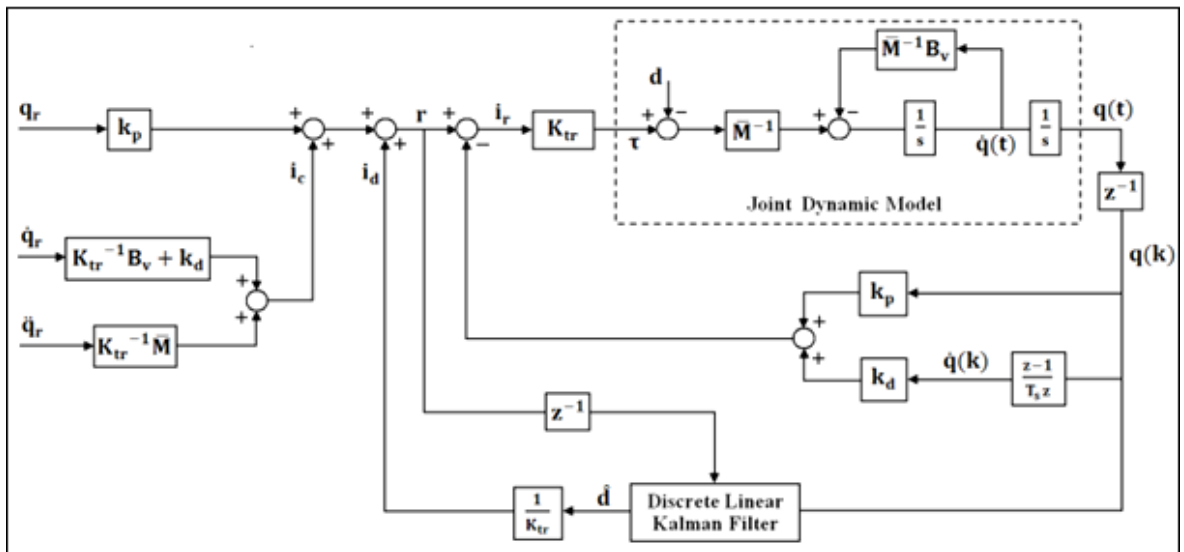 M̄⁻¹B_v
d
q_r
k_p
+
+
+
+
r
+
−
i_r
K_tr
τ
+
−
M̄⁻¹
+
−
1/s
q̇(t)
1/s
q(t)
i_c
i_d
Joint Dynamic Model
z⁻¹
q̇_r
K_tr⁻¹B_v + k_d
q(k)
+
+
q̈_r
K_tr⁻¹M̄
k_p
+
+
k_d
q̇(k)
z−1/T_s z
z⁻¹
1/K_tr
d̂
Discrete Linear
Kalman Filter